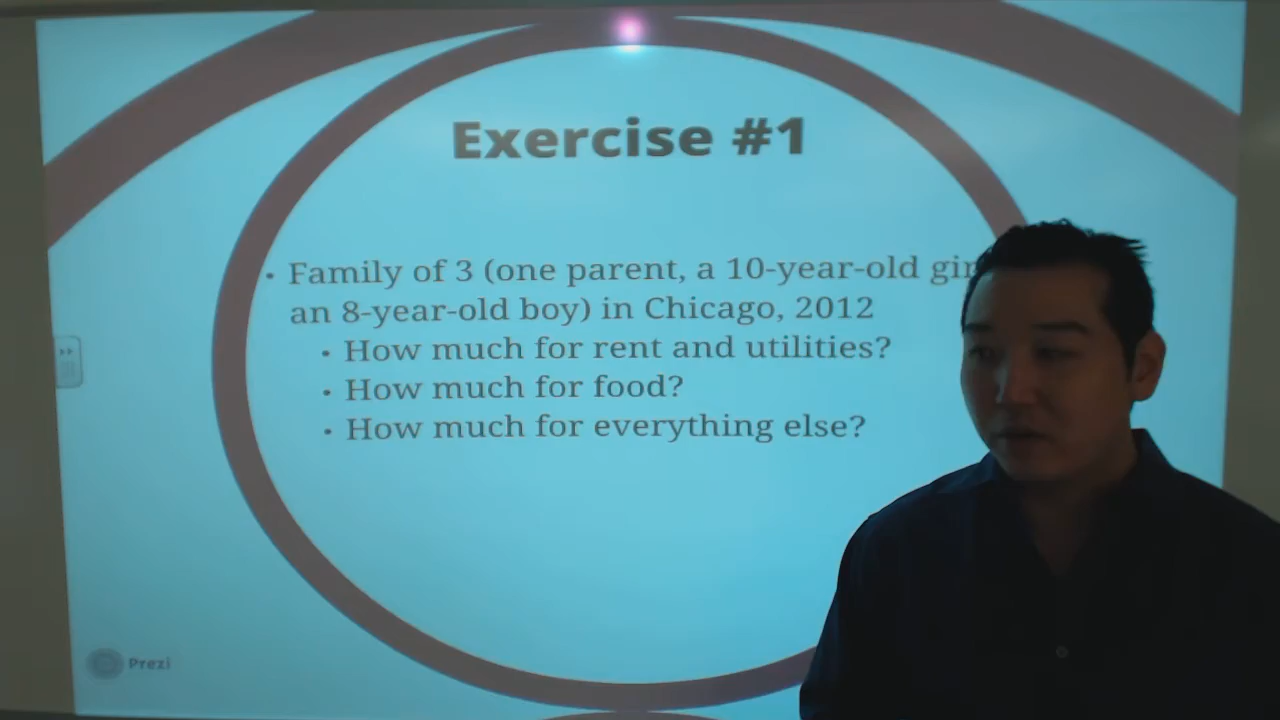 Exercise #1
• Family of 3 (one parent, a 10-year-old
an 8-year-old boy) in Chicago, 2012
• How much for rent and utilities?
• How much for food?
• How much for everything else?
Prezi